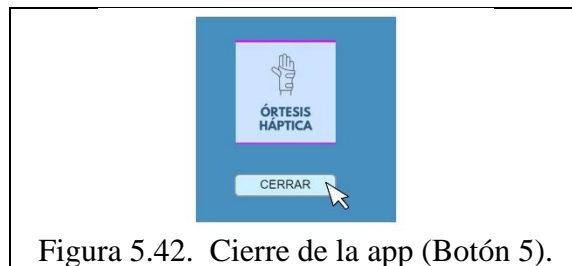 ÓRTESIS
HÁPTICA
CERRAR
Figura 5.42. Cierre de la app (Botón 5).